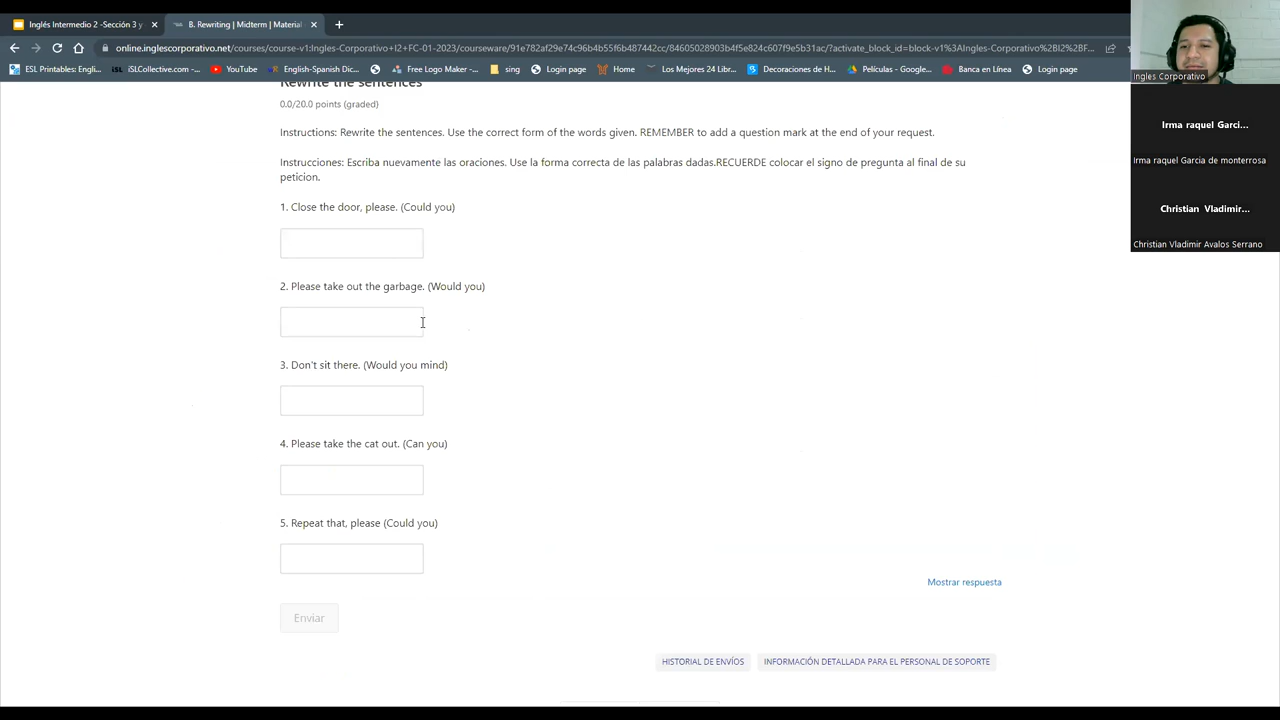 Inglés Intermedio 2 -Sección 3 y
B. Rewriting | Midterm | Material
online.inglescorporativo.net/courses/course-v1:Ingles-Corporativo+I2+FC-01-2023/courseware/91e782af29e74c96b4b55f6b487442cc/84605028903b4f5e824c607f9e5b31ac/?activate_block_id=block-v1%3AIngles-Corporativo%2BI2%2BF...
ESL Printables: Engli...
iSLCollective.com -...
YouTube
English-Spanish Dic...
Free Logo Maker -...
sing
Login page
Home
Los Mejores 24 Libr...
Decoraciones de H...
Películas - Google...
Banca en Línea
Login page
Ingles Corporativo
Irma raquel Garci...
Irma raquel Garcia de monterrosa
Christian Vladimir...
Christian Vladimir Avalos Serrano
Rewrite the sentences
0.0/20.0 points (graded)
Instructions: Rewrite the sentences. Use the correct form of the words given. REMEMBER to add a question mark at the end of your request.
Instrucciones: Escriba nuevamente las oraciones. Use la forma correcta de las palabras dadas.RECUERDE colocar el signo de pregunta al final de su
peticion.
1. Close the door, please. (Could you)
2. Please take out the garbage. (Would you)
3. Don't sit there. (Would you mind)
4. Please take the cat out. (Can you)
5. Repeat that, please (Could you)
Mostrar respuesta
Enviar
HISTORIAL DE ENVÍOS
INFORMACIÓN DETALLADA PARA EL PERSONAL DE SOPORTE